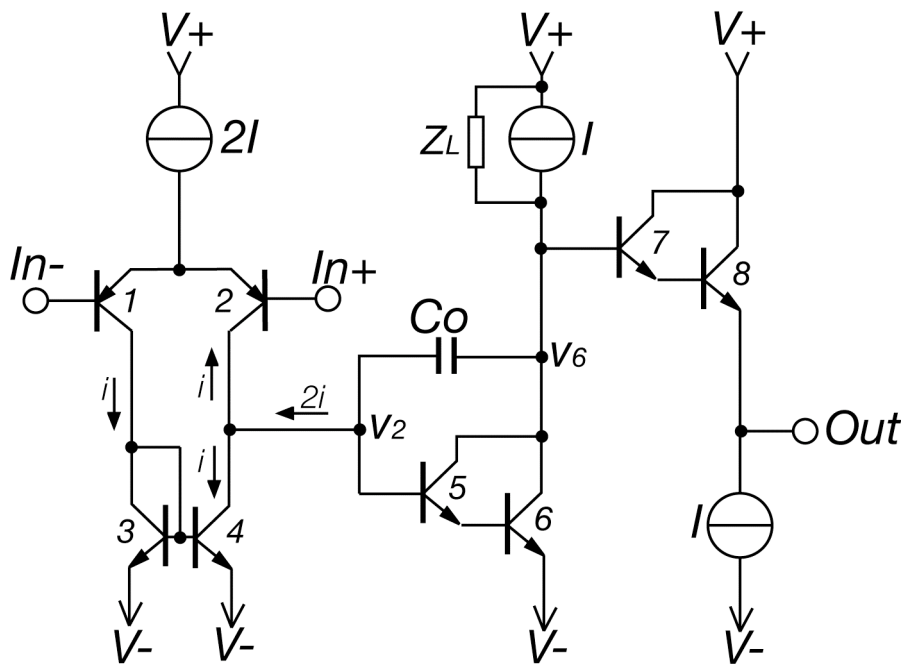 V+
V+
V+
2I
ZL
I
In-
1
2
In+
7
8
Co
i
i
2i
v2
v6
i
5
6
Out
3
4
I
V-
V-
V-
V-